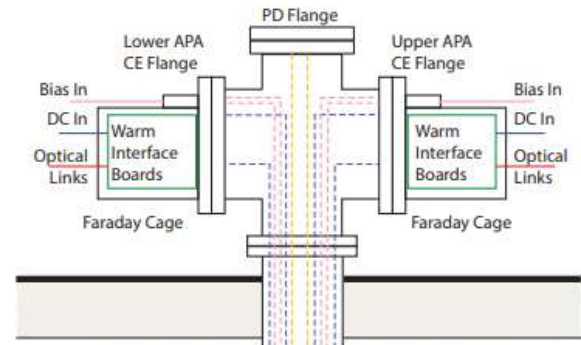 PD Flange
Lower APA
CE Flange
Upper APA
CE Flange
Bias In
DC In
Optical
Links
Warm
Interface
Boards
Faraday Cage
Warm
Interface
Boards
Bias In
DC In
Optical
Links
Faraday Cage